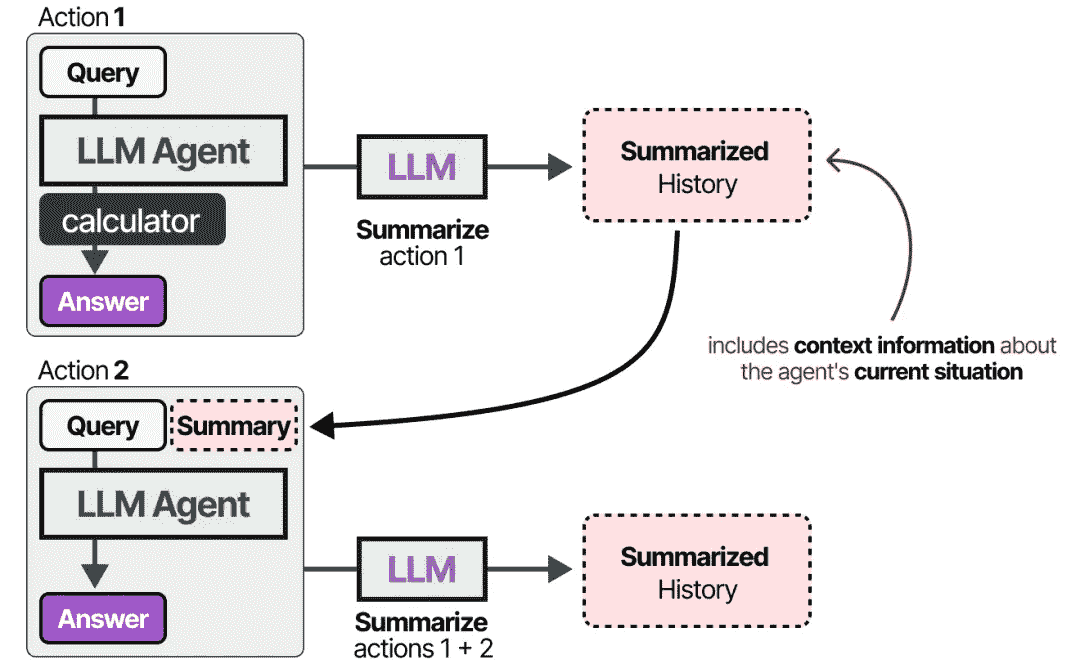 Action 1
Query
LLM Agent
calculator
Answer
LLM
Summarize
action 1
Summarized
History
includes context information about
the agent's current situation
Action 2
Query
Summary
LLM Agent
Answer
LLM
Summarize
actions 1 + 2
Summarized
History